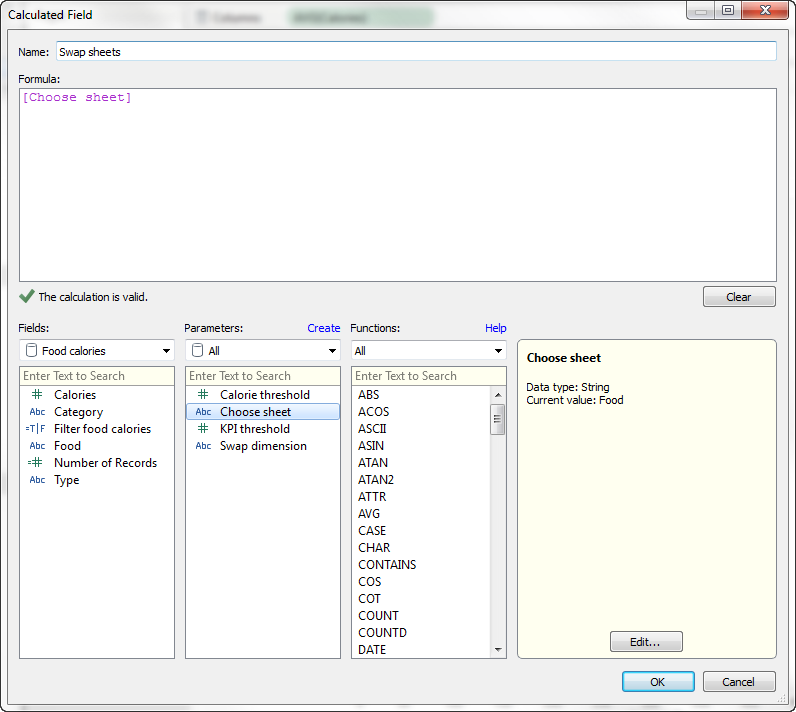 Calculated Field
Name: Swap sheets
Formula:
[Choose sheet]
The calculation is valid.
Clear
Fields:
Food calories
Enter Text to Search
# Calories
Abc Category
=T|F Filter food calories
Abc Food
=# Number of Records
Abc Type
Parameters: Create
All
Enter Text to Search
# Calorie threshold
Abc Choose sheet
# KPI threshold
Abc Swap dimension
Functions: Help
All
Enter Text to Search
ABS
ACOS
ASCII
ASIN
ATAN
ATAN2
ATTR
AVG
CASE
CHAR
CONTAINS
COS
COT
COUNT
COUNTD
DATE
Choose sheet
Data type: String
Current value: Food
Edit...
OK
Cancel